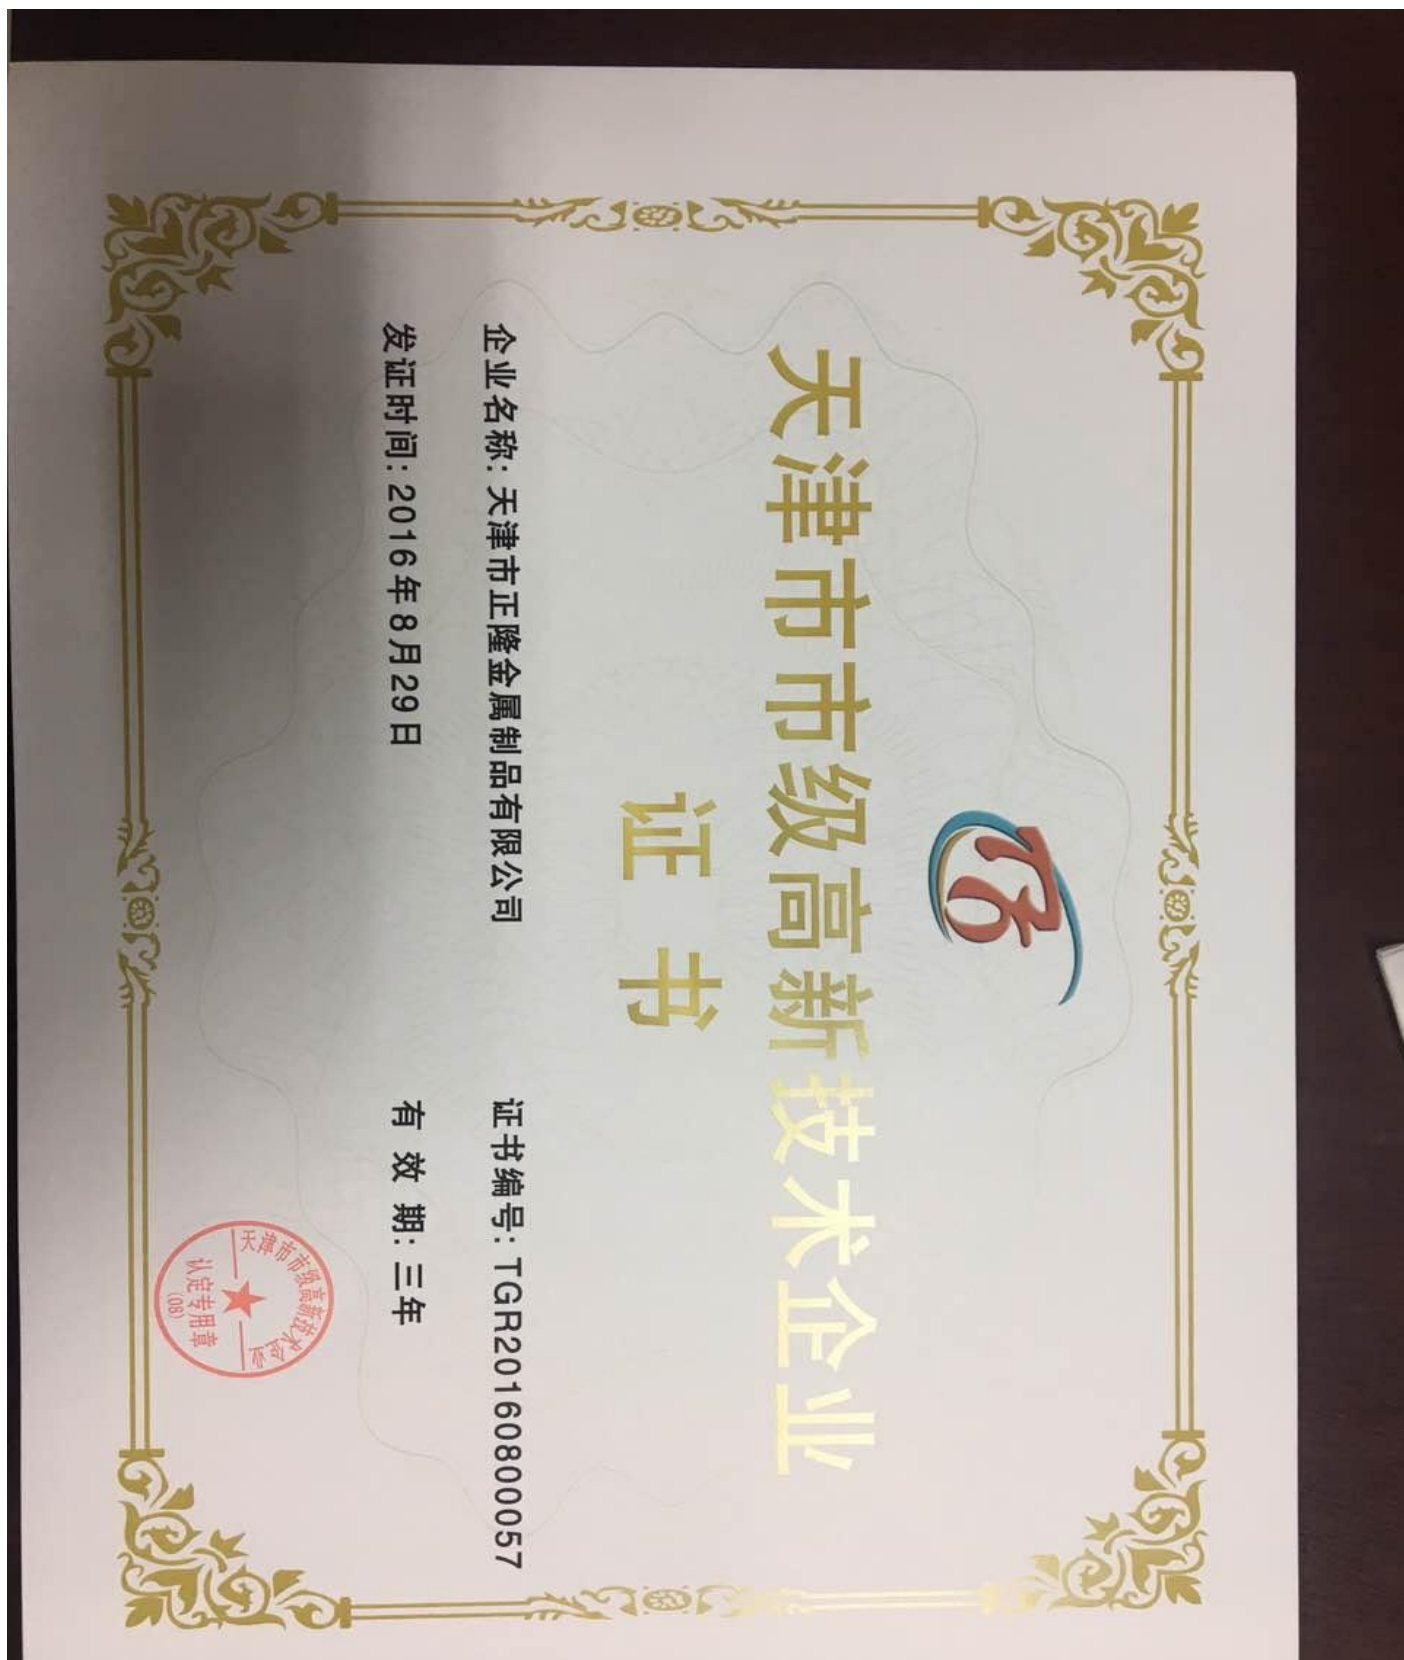 天津市市级高新技术企业
证书
企业名称：天津市正隆金属制品有限公司
证书编号：TGR201608000057
发证时间：2016年8月29日
有效期：三年
天津市市级高新技术企业
认定专用章
(08)